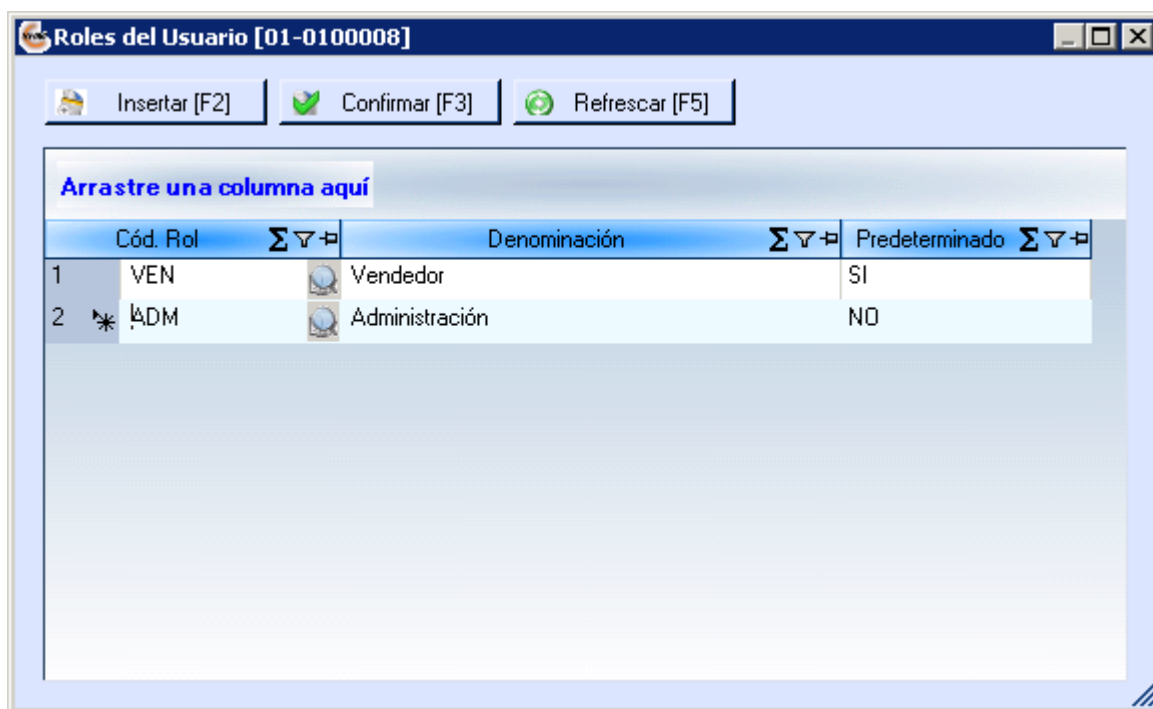 Roles del Usuario [01-0100008]
Insertar [F2] Confirmar [F3] Refrescar [F5]
Arrastre una columna aquí
Cód. Rol Σ Denominación Σ Predeterminado Σ
1 VEN Vendedor SI
2 ADM Administración NO